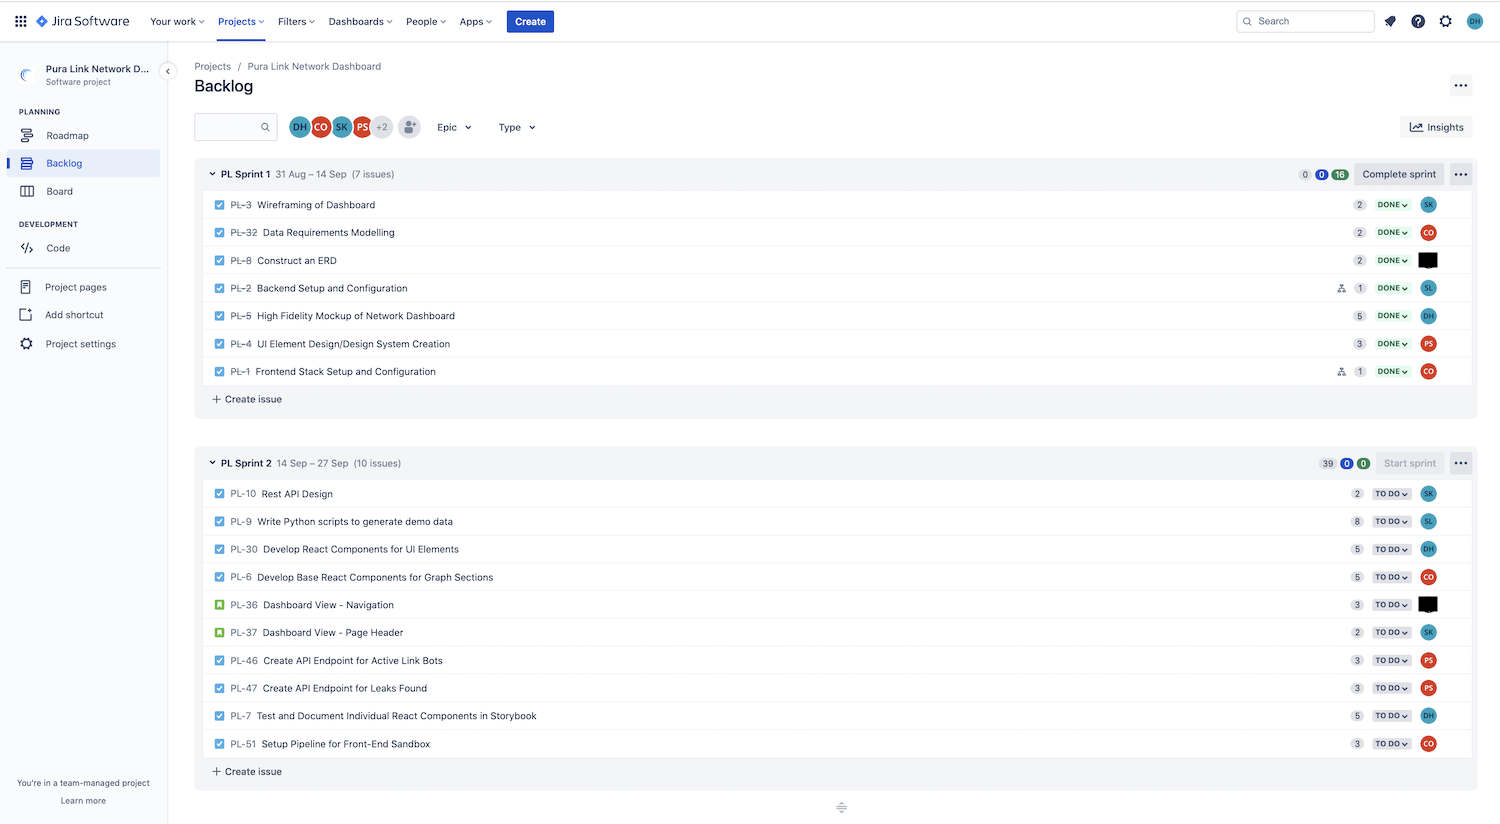 Jira Software Your work Projects Filters Dashboards People Apps Create Search DH
Pura Link Network D...
Software project
PLANNING
Roadmap
Backlog
Board
DEVELOPMENT
Code
Project pages
Add shortcut
Project settings
You're in a team-managed project
Learn more
Projects / Pura Link Network Dashboard
Backlog
DH CO SK PS +2 Epic Type Insights
PL Sprint 1 31 Aug – 14 Sep (7 issues) 0 0 16 Complete sprint
PL-3 Wireframing of Dashboard 2 DONE SK
PL-32 Data Requirements Modelling 2 DONE CO
PL-8 Construct an ERD 2 DONE
PL-2 Backend Setup and Configuration 1 DONE SL
PL-5 High Fidelity Mockup of Network Dashboard 5 DONE DH
PL-4 UI Element Design/Design System Creation 3 DONE PS
PL-1 Frontend Stack Setup and Configuration 1 DONE CO
+ Create issue
PL Sprint 2 14 Sep – 27 Sep (10 issues) 39 0 0 Start sprint
PL-10 Rest API Design 2 TO DO SK
PL-9 Write Python scripts to generate demo data 8 TO DO SL
PL-30 Develop React Components for UI Elements 5 TO DO DH
PL-6 Develop Base React Components for Graph Sections 5 TO DO CO
PL-36 Dashboard View - Navigation 3 TO DO
PL-37 Dashboard View - Page Header 2 TO DO SK
PL-46 Create API Endpoint for Active Link Bots 3 TO DO PS
PL-47 Create API Endpoint for Leaks Found 3 TO DO PS
PL-7 Test and Document Individual React Components in Storybook 5 TO DO DH
PL-51 Setup Pipeline for Front-End Sandbox 3 TO DO CO
+ Create issue